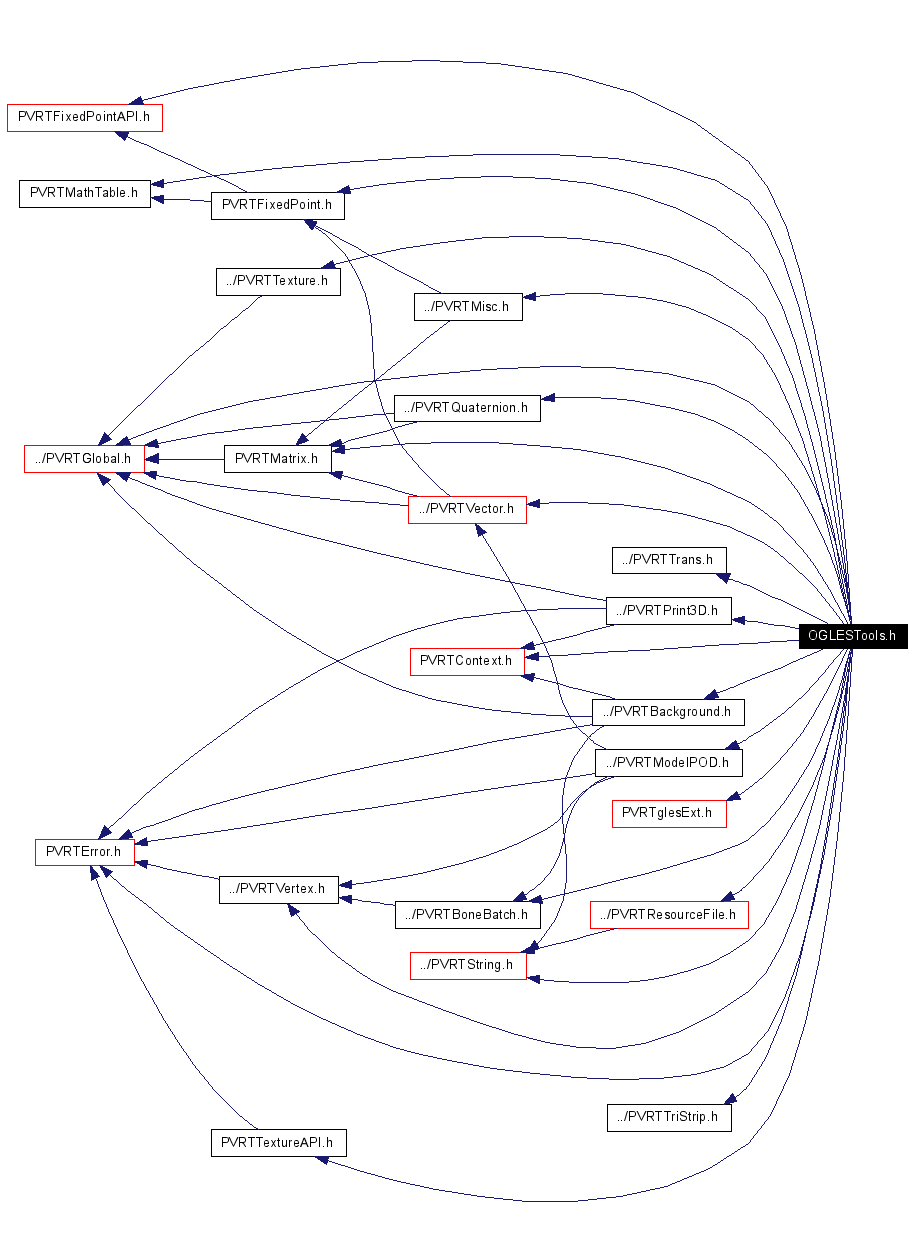 PVRTFixedPointAPI.h
PVRTMathTable.h
PVRTFixedPoint.h
../PVRTTexture.h
../PVRTMisc.h
../PVRTQuaternion.h
../PVRTGlobal.h
PVRTMatrix.h
../PVRTVector.h
../PVRTTrans.h
../PVRTPrint3D.h
OGLESTools.h
PVRTContext.h
../PVRTBackground.h
../PVRTModelPOD.h
PVRTglesExt.h
PVRTError.h
../PVRTVertex.h
../PVRTBoneBatch.h
../PVRTResourceFile.h
../PVRTString.h
../PVRTTriStrip.h
PVRTTextureAPI.h